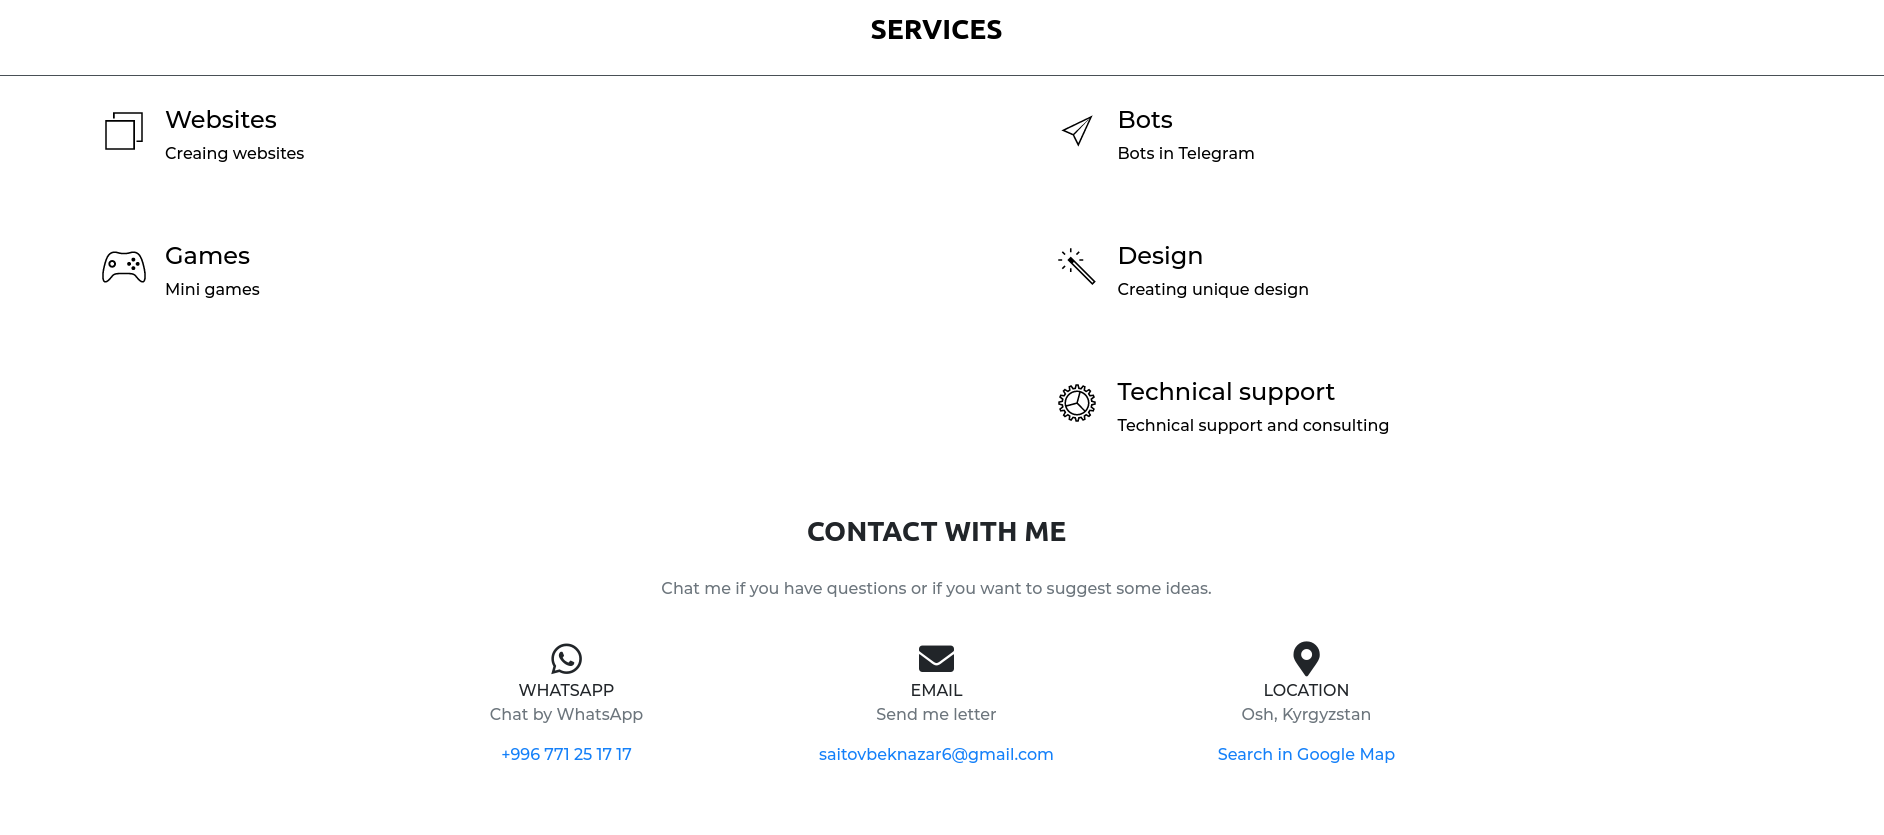 SERVICES
Websites
Creaing websites
Bots
Bots in Telegram
Games
Mini games
Design
Creating unique design
Technical support
Technical support and consulting
CONTACT WITH ME
Chat me if you have questions or if you want to suggest some ideas.
WHATSAPP
Chat by WhatsApp
+996 771 25 17 17
EMAIL
Send me letter
saitovbeknazar6@gmail.com
LOCATION
Osh, Kyrgyzstan
Search in Google Map